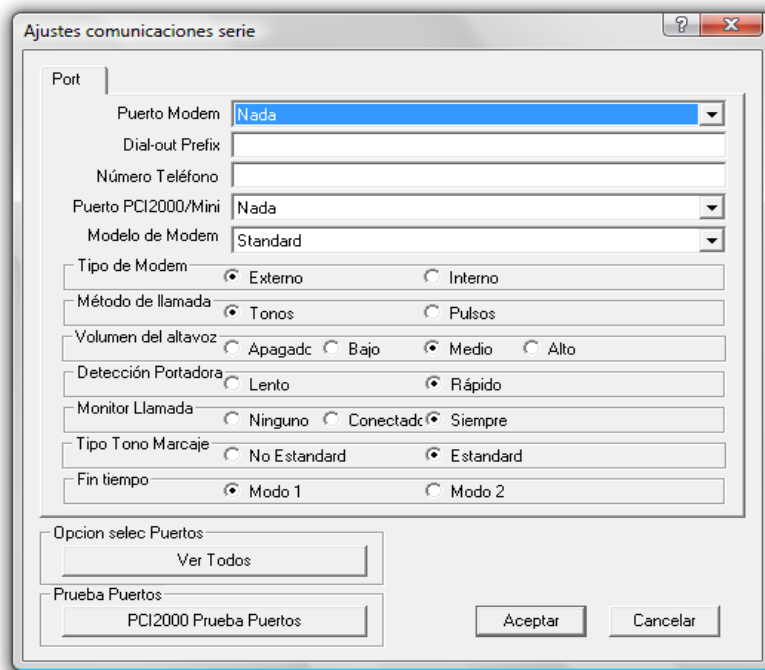 Ajustes comunicaciones serie
Port
Puerto Modem Nada
Dial-out Prefix
Número Teléfono
Puerto PCI2000/Mini Nada
Modelo de Modem Standard
Tipo de Modem Externo Interno
Método de llamada Tonos Pulsos
Volumen del altavoz Apagado Bajo Medio Alto
Detección Portadora Lento Rápido
Monitor Llamada Ninguno Conectado Siempre
Tipo Tono Marcaje No Estandard Estandard
Fin tiempo Modo 1 Modo 2
Opcion selec Puertos
Ver Todos
Prueba Puertos
PCI2000 Prueba Puertos Aceptar Cancelar